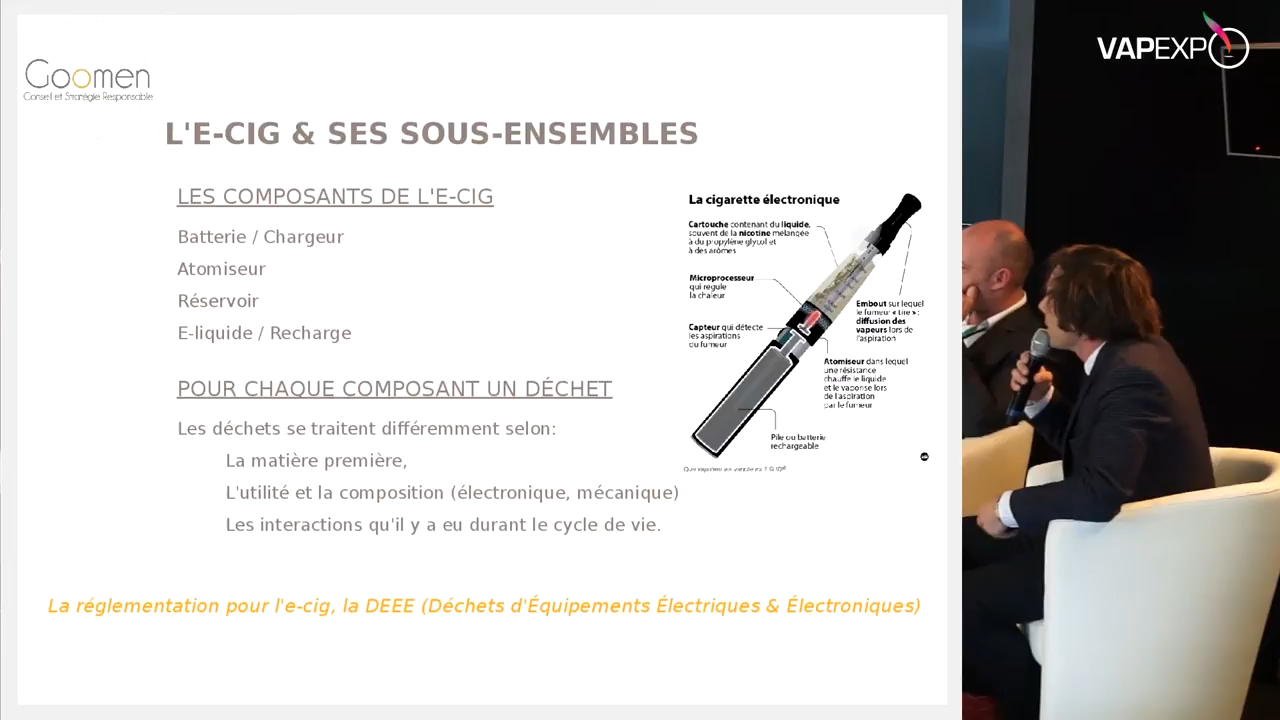 Goomen
Conseil et Stratégie Responsable
VAPEXPO
L'E-CIG & SES SOUS-ENSEMBLES
LES COMPOSANTS DE L'E-CIG
Batterie / Chargeur
Atomiseur
Réservoir
E-liquide / Recharge
POUR CHAQUE COMPOSANT UN DÉCHET
Les déchets se traitent différemment selon:
La matière première,
L'utilité et la composition (électronique, mécanique)
Les interactions qu'il y a eu durant le cycle de vie.
La cigarette électronique
Cartouche contenant du liquide,
souvent de la nicotine mélangée
à du propylène glycol et
à des arômes
Microprocesseur
qui régule
la chaleur
Capteur qui détecte
les aspirations
du fumeur
Embout sur lequel
le fumeur « tire » :
diffusion des
vapeurs lors de
l'aspiration
Atomiseur dans lequel
une résistance
chauffe le liquide
et le vaporise lors
de l'aspiration
par le fumeur
Pile ou batterie
rechargeable
La réglementation pour l'e-cig, la DEEE (Déchets d'Équipements Électriques & Électroniques)